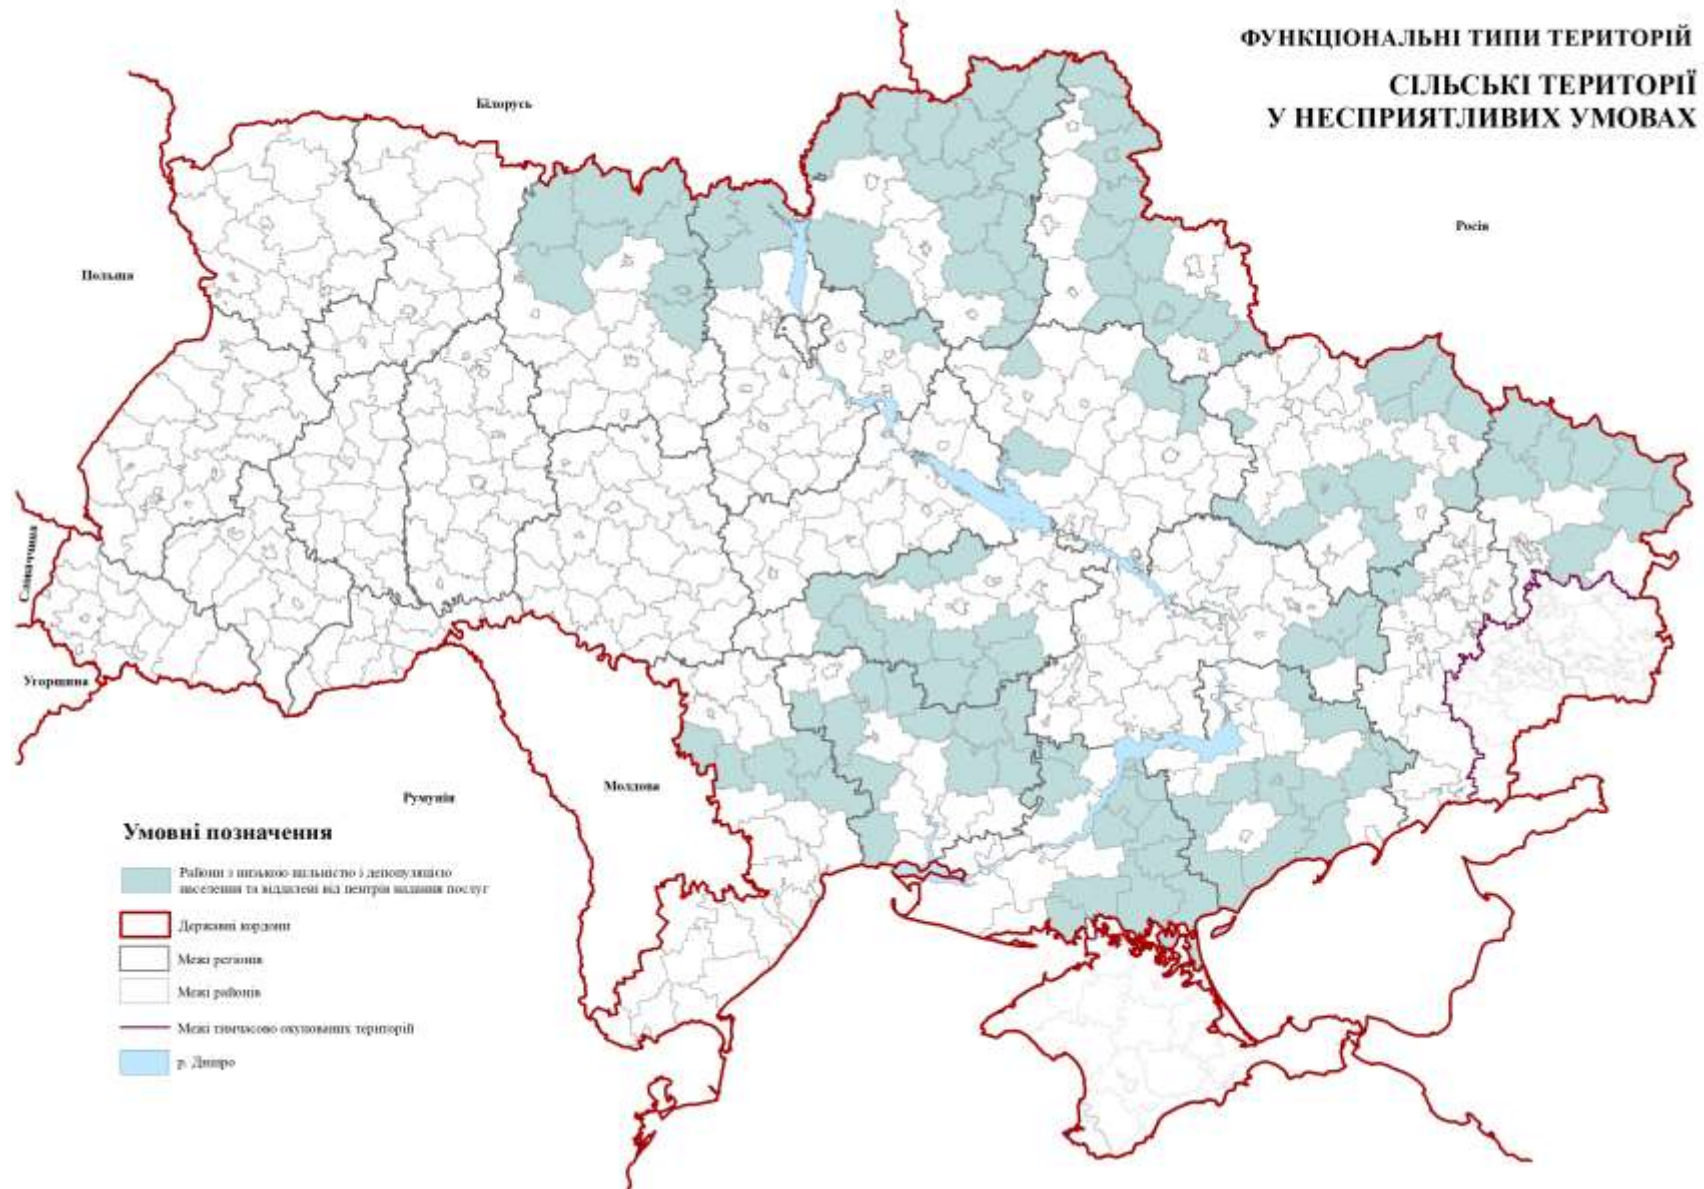 ФУНКЦІОНАЛЬНІ ТИПИ ТЕРИТОРІЙ
СІЛЬСЬКІ ТЕРИТОРІЇ
У НЕСПРИЯТЛИВИХ УМОВАХ
Білорусь
Росія
Польща
Словаччина
Угорщина
Румунія
Молдова
Умовні позначення
Райони з низькою щільністю і депопуляцією
населення та віддалені від центрів надання послуг
Державні кордони
Межі регіонів
Межі районів
Межі тимчасово окупованих територій
р. Дніпро